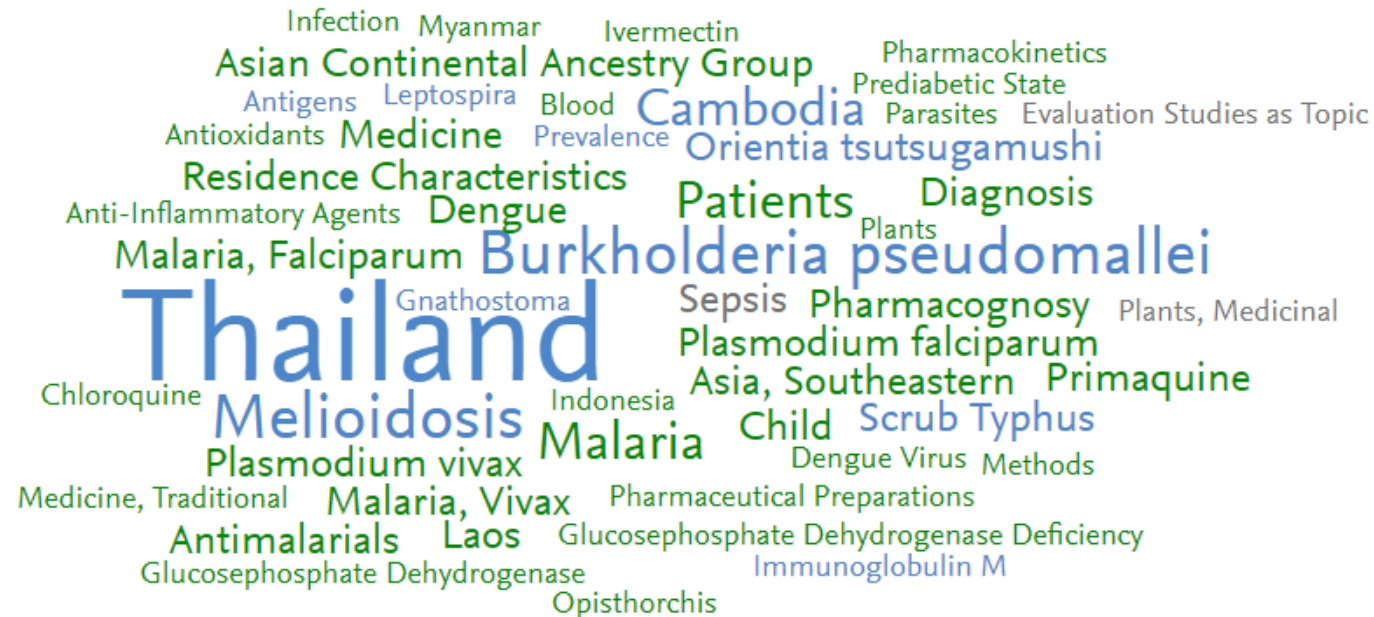 Infection Myanmar Ivermectin
Asian Continental Ancestry Group Pharmacokinetics
Prediabetic State
Antigens Leptospira Blood Cambodia Parasites Evaluation Studies as Topic
Antioxidants Medicine Prevalence Orientia tsutsugamushi
Residence Characteristics Patients Diagnosis
Anti-Inflammatory Agents Dengue Plants
Malaria, Falciparum Burkholderia pseudomallei
Thailand Gnathostoma Sepsis Pharmacognosy Plants, Medicinal
Plasmodium falciparum
Chloroquine Asia, Southeastern Primaquine
Melioidosis Indonesia Child Scrub Typhus
Malaria
Plasmodium vivax Dengue Virus Methods
Medicine, Traditional Malaria, Vivax Pharmaceutical Preparations
Antimalarials Laos Glucosephosphate Dehydrogenase Deficiency
Glucosephosphate Dehydrogenase Immunoglobulin M
Opisthorchis